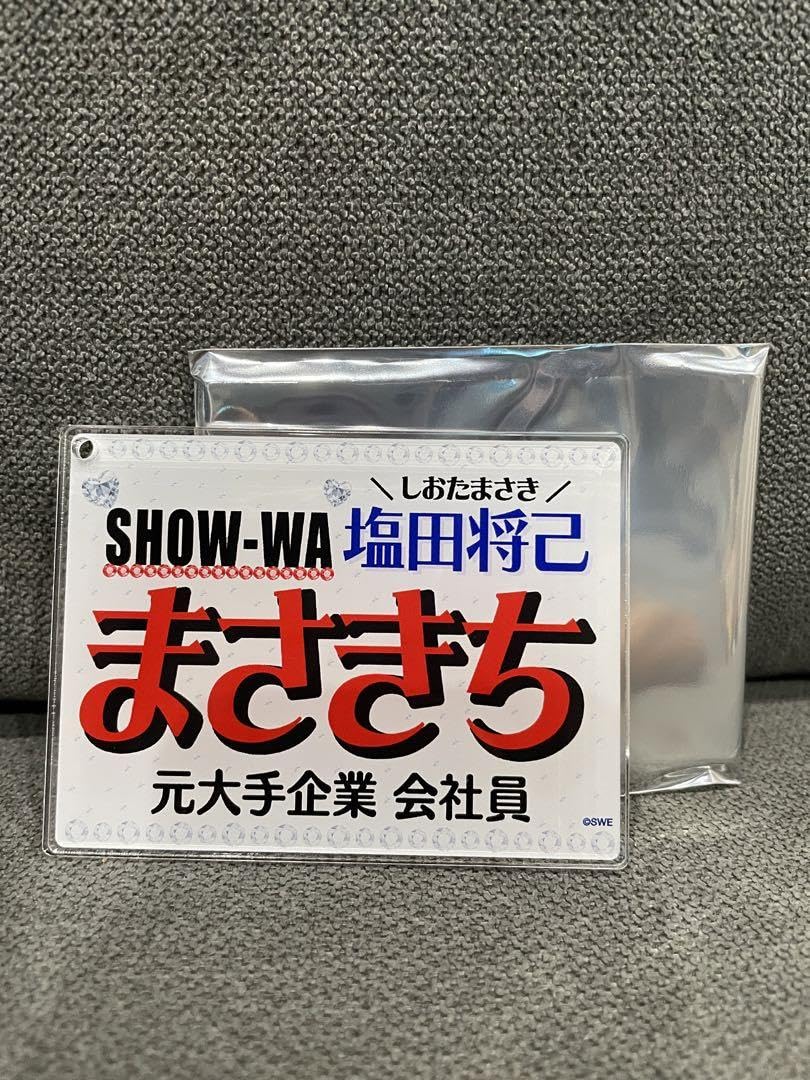 ＼しおたまさき／
SHOW-WA 塩田将己
まさきち
元大手企業 会社員
©SWE